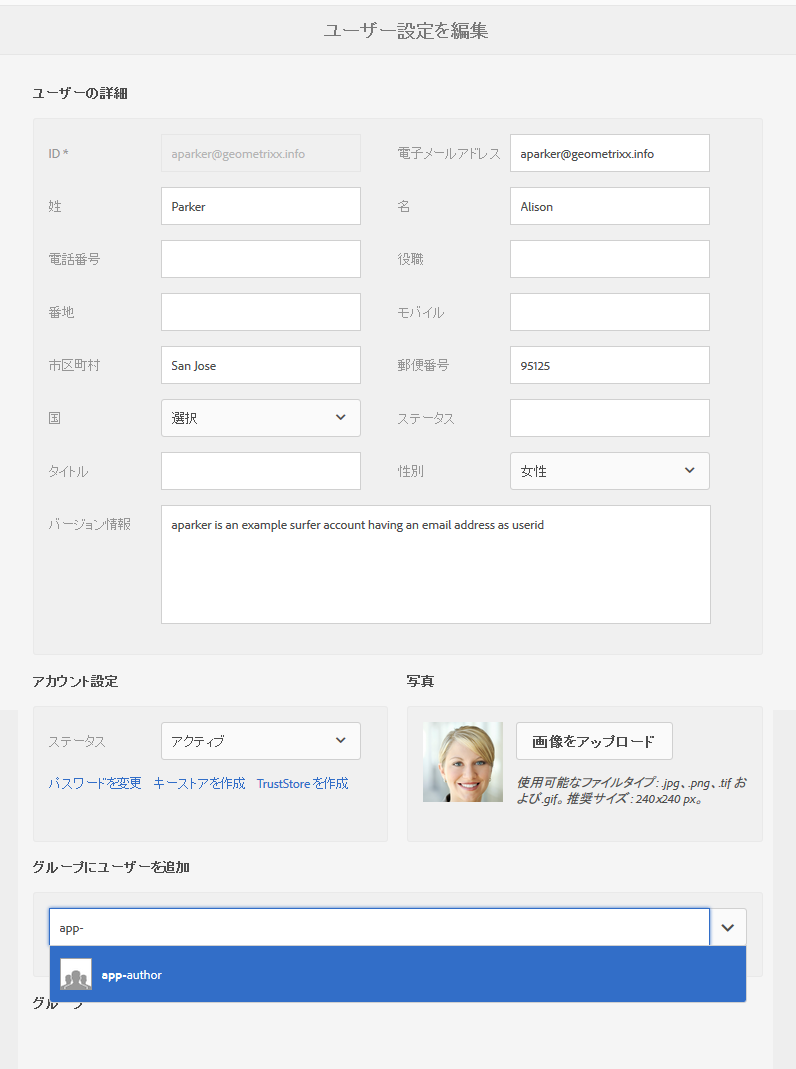 ユーザー設定を編集
ユーザーの詳細
ID * aparker@geometrixx.info 電子メールアドレス aparker@geometrixx.info
姓 Parker 名 Alison
電話番号 役職
番地 モバイル
市区町村 San Jose 郵便番号 95125
国 選択 ステータス
タイトル 性別 女性
バージョン情報 aparker is an example surfer account having an email address as userid
アカウント設定 写真
ステータス アクティブ 画像をアップロード
パスワードを変更 キーストアを作成 TrustStore を作成 使用可能なファイルタイプ : .jpg、.png、.tif お
よび .gif。推奨サイズ : 240x240 px。
グループにユーザーを追加
app-
app-author
グループ